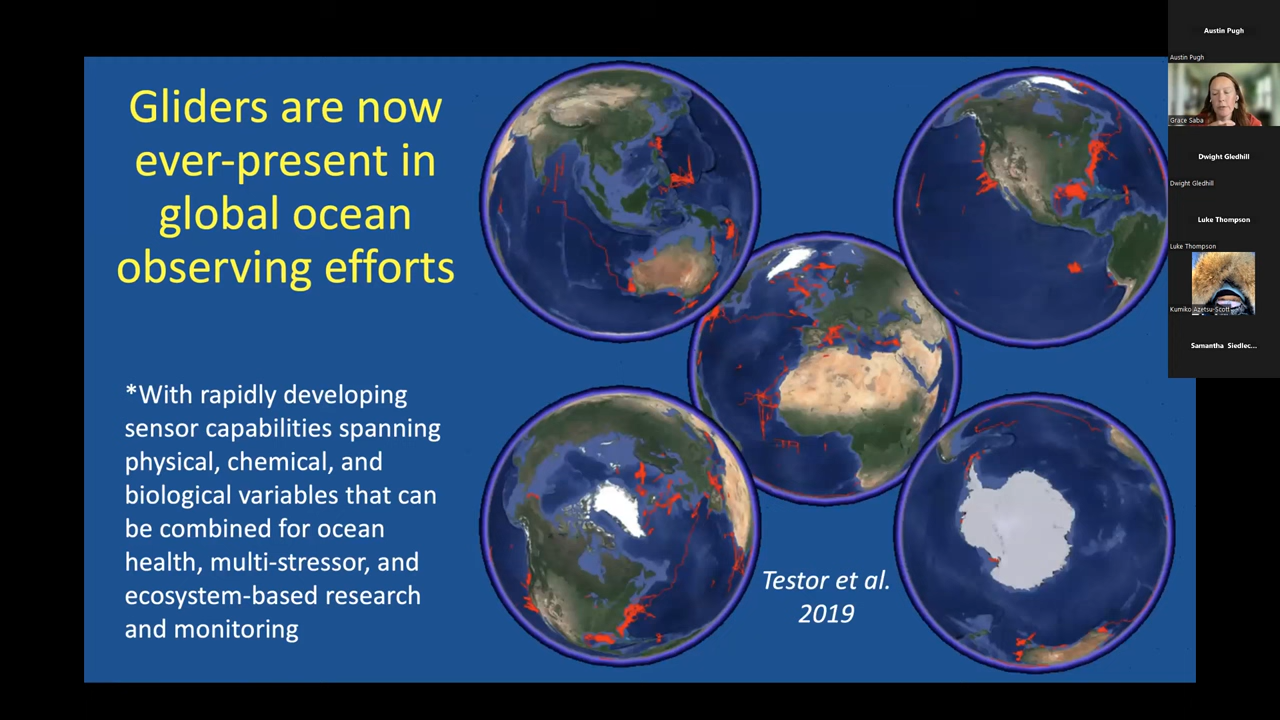 Gliders are now
ever-present in
global ocean
observing efforts
*With rapidly developing
sensor capabilities spanning
physical, chemical, and
biological variables that can
be combined for ocean
health, multi-stressor, and
ecosystem-based research
and monitoring
Testor et al.
2019
Austin Pugh
Austin Pugh
Grace Saba
Dwight Gledhill
Dwight Gledhill
Luke Thompson
Luke Thompson
Kumiko Azetsu-Scott
Samantha Siedlec...